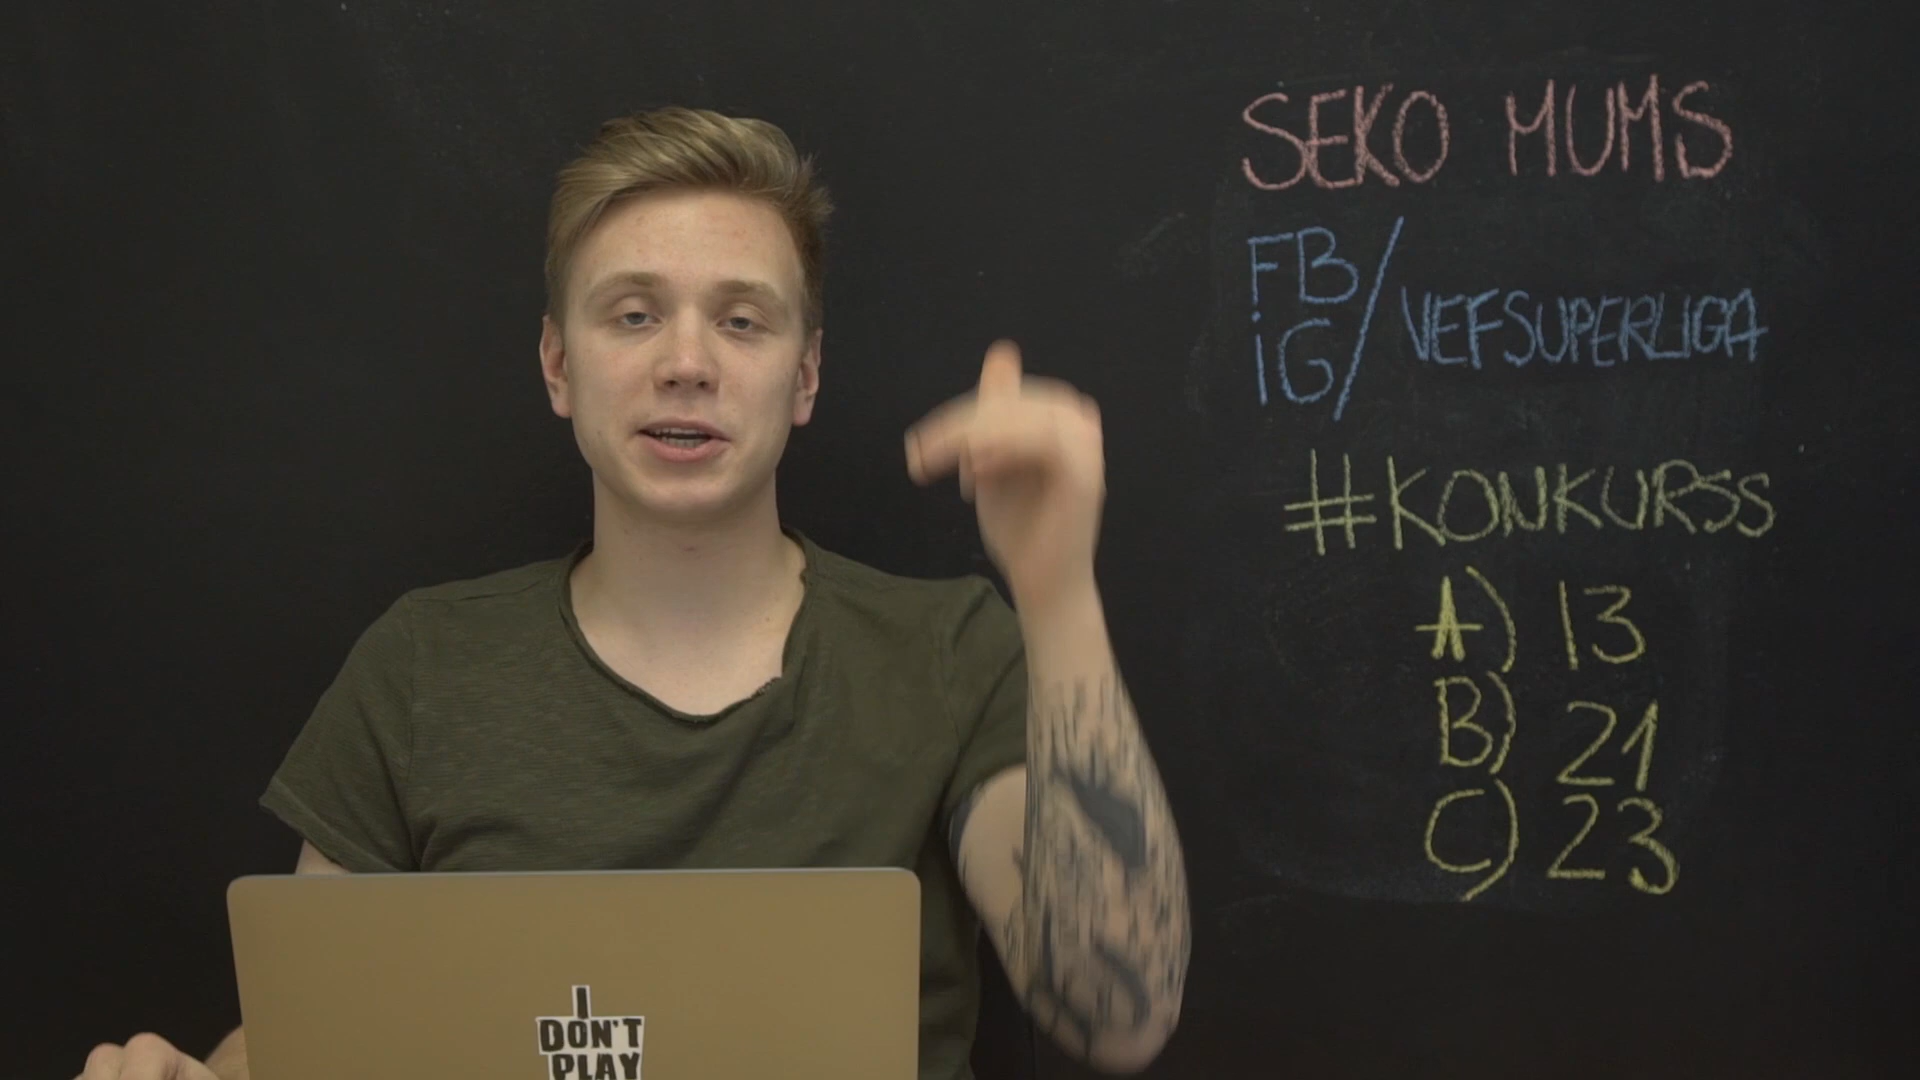 SEKO MUMS
FB/
IG/VEFSUPERLIGA
#KONKURSS
A) 13
B) 21
C) 23
I
DON'T
PLAY